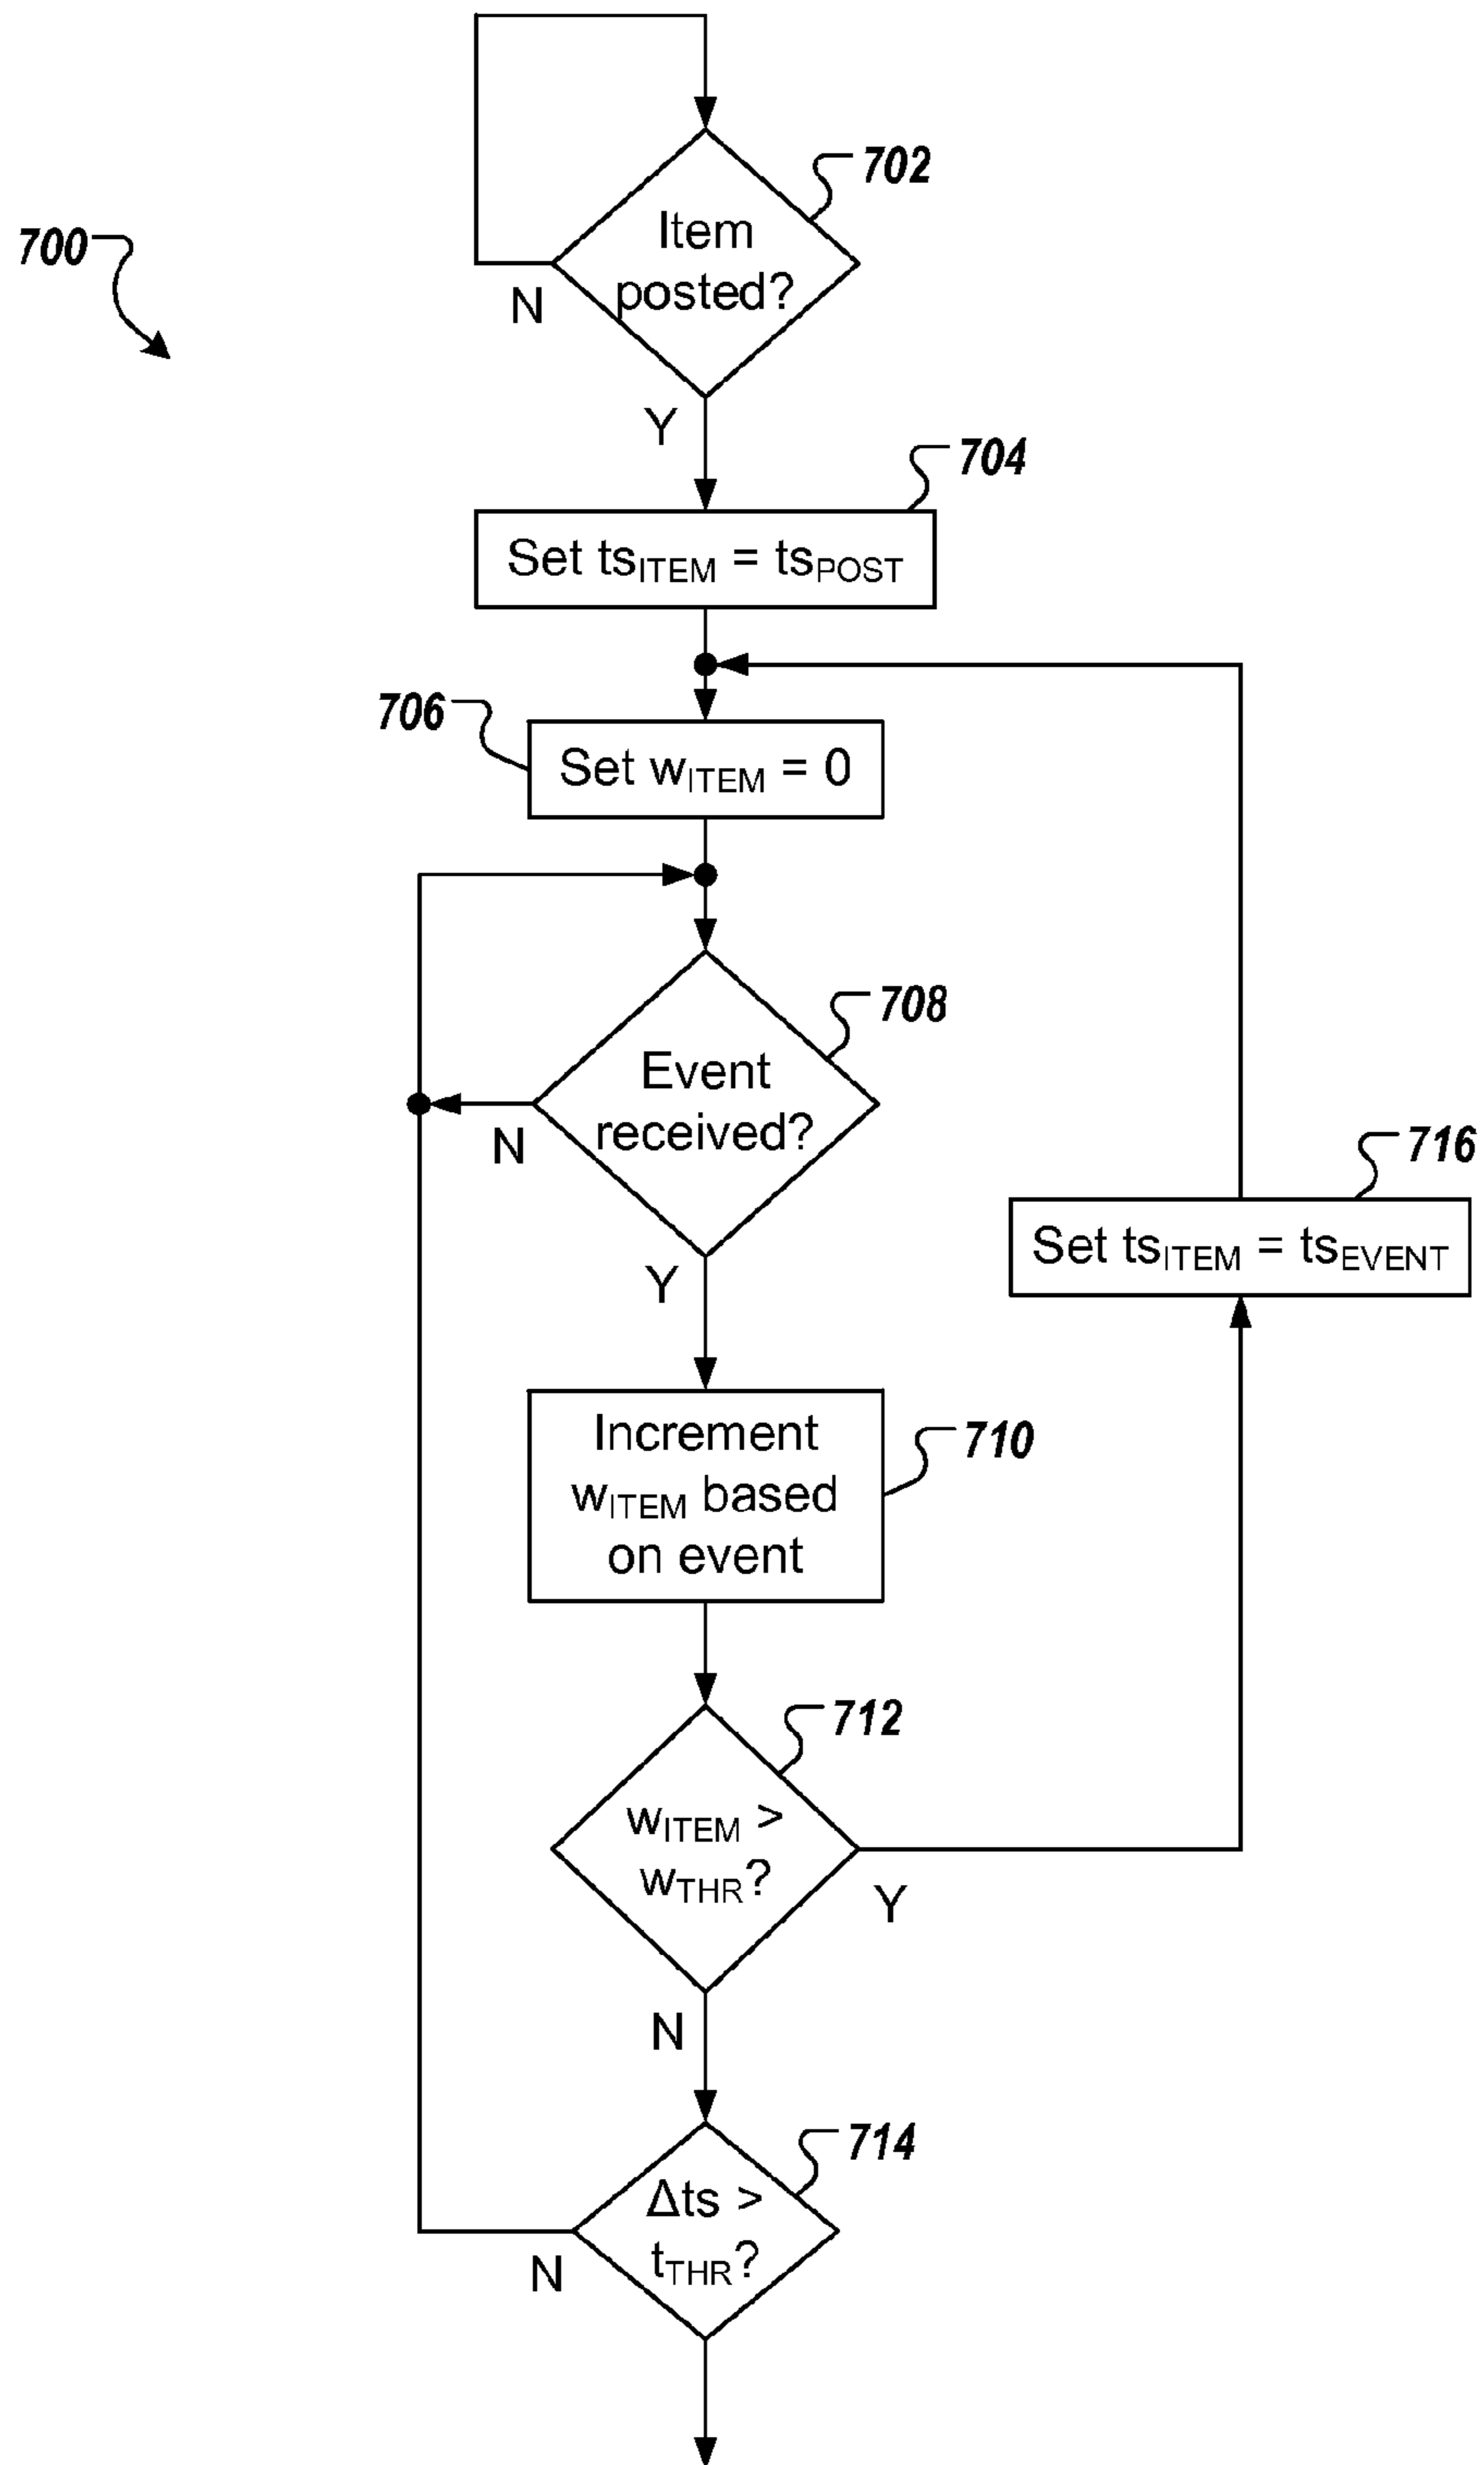 702
700
Item
posted?
N
Y
704
Set tsITEM = tsPOST
706
Set wITEM = 0
708
Event
received?
N
716
Y
Set tsITEM = tsEVENT
Increment
wITEM based
on event
710
712
wITEM >
wTHR?
Y
N
714
Δts >
tTHR?
N